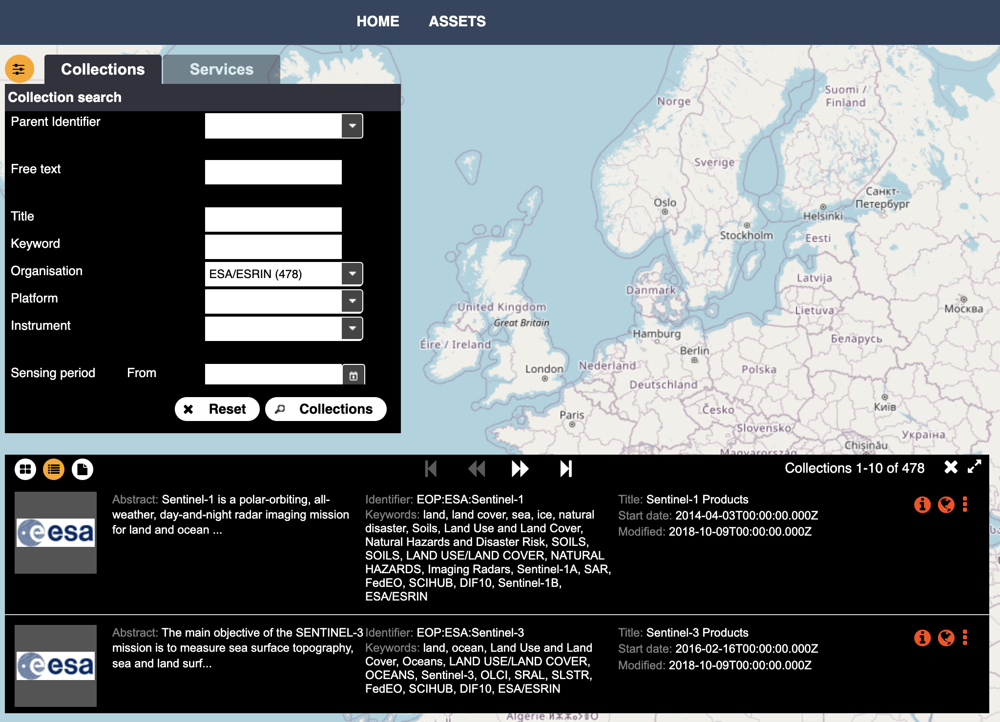 HOME ASSETS
Collections Services
Collection search
Parent Identifier
Free text
Title
Keyword
Organisation ESA/ESRIN (478)
Platform
Instrument
Sensing period From
Reset Collections
Norge
Suomi /
Finland
Sverige
Oslo
Санкт-
Петербург
Helsinki
Stockholm
Eesti
Latvija
Danmark
United Kingdom
Lietuva
Москва
Great Britain
Hamburg
Беларусь
Éire / Ireland
Berlin
London
Nederland
Polska
Deutschland
Česko
Київ
Paris
Slovensko
Україна
Chișinău
Magyarország
Collections 1-10 of 478
esa
Abstract: Sentinel-1 is a polar-orbiting, all-
weather, day-and-night radar imaging mission
for land and ocean ...
Identifier: EOP:ESA:Sentinel-1
Keywords: land, land cover, sea, ice, natural
disaster, Soils, Land Use and Land Cover,
Natural Hazards and Disaster Risk, SOILS,
SOILS, LAND USE/LAND COVER, NATURAL
HAZARDS, Imaging Radars, Sentinel-1A, SAR,
FedEO, SCIHUB, DIF10, Sentinel-1B,
ESA/ESRIN
Title: Sentinel-1 Products
Start date: 2014-04-03T00:00:00.000Z
Modified: 2018-10-09T00:00:00.000Z
esa
Abstract: The main objective of the SENTINEL-3
mission is to measure sea surface topography,
sea and land surf...
Identifier: EOP:ESA:Sentinel-3
Keywords: land, ocean, Land Use and Land
Cover, Oceans, LAND USE/LAND COVER,
OCEANS, Sentinel-3, OLCI, SRAL, SLSTR,
FedEO, SCIHUB, DIF10, ESA/ESRIN
Title: Sentinel-3 Products
Start date: 2016-02-16T00:00:00.000Z
Modified: 2018-10-09T00:00:00.000Z
Algérie